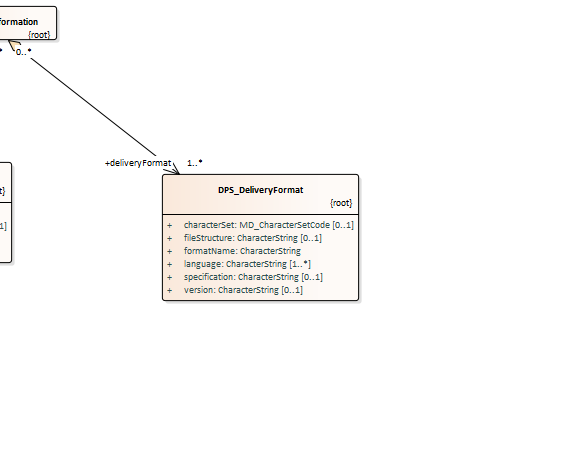 formation
{root}
0..*
+deliveryFormat 1..*
DPS_DeliveryFormat
{root}
+ characterSet: MD_CharacterSetCode [0..1]
+ fileStructure: CharacterString [0..1]
+ formatName: CharacterString
+ language: CharacterString [1..*]
+ specification: CharacterString [0..1]
+ version: CharacterString [0..1]
t}
1]